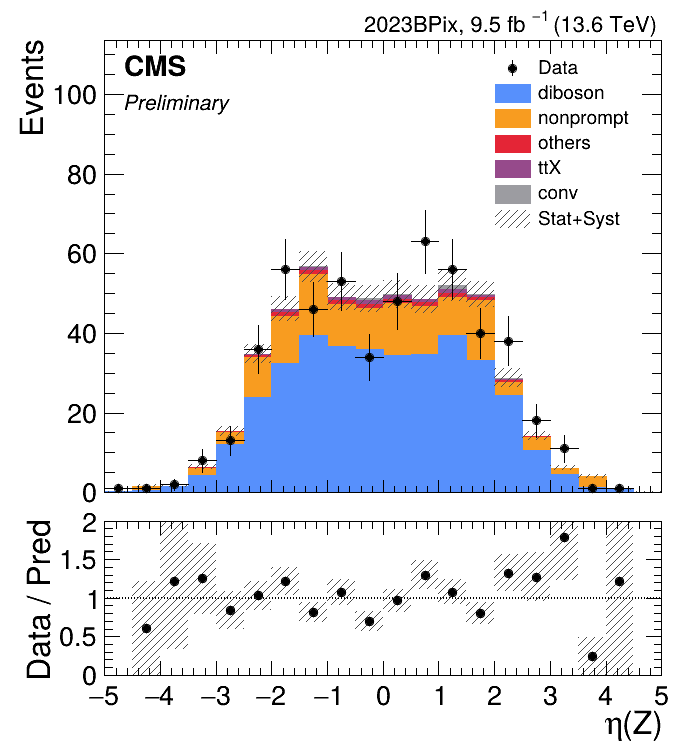 2023BPix, 9.5 fb⁻¹ (13.6 TeV)
CMS
Preliminary
Data
diboson
nonprompt
others
ttX
conv
Stat+Syst
Events
100
80
60
40
20
0
Data / Pred
2
1.5
1
0.5
0
−5 −4 −3 −2 −1 0 1 2 3 4 5
η(Z)